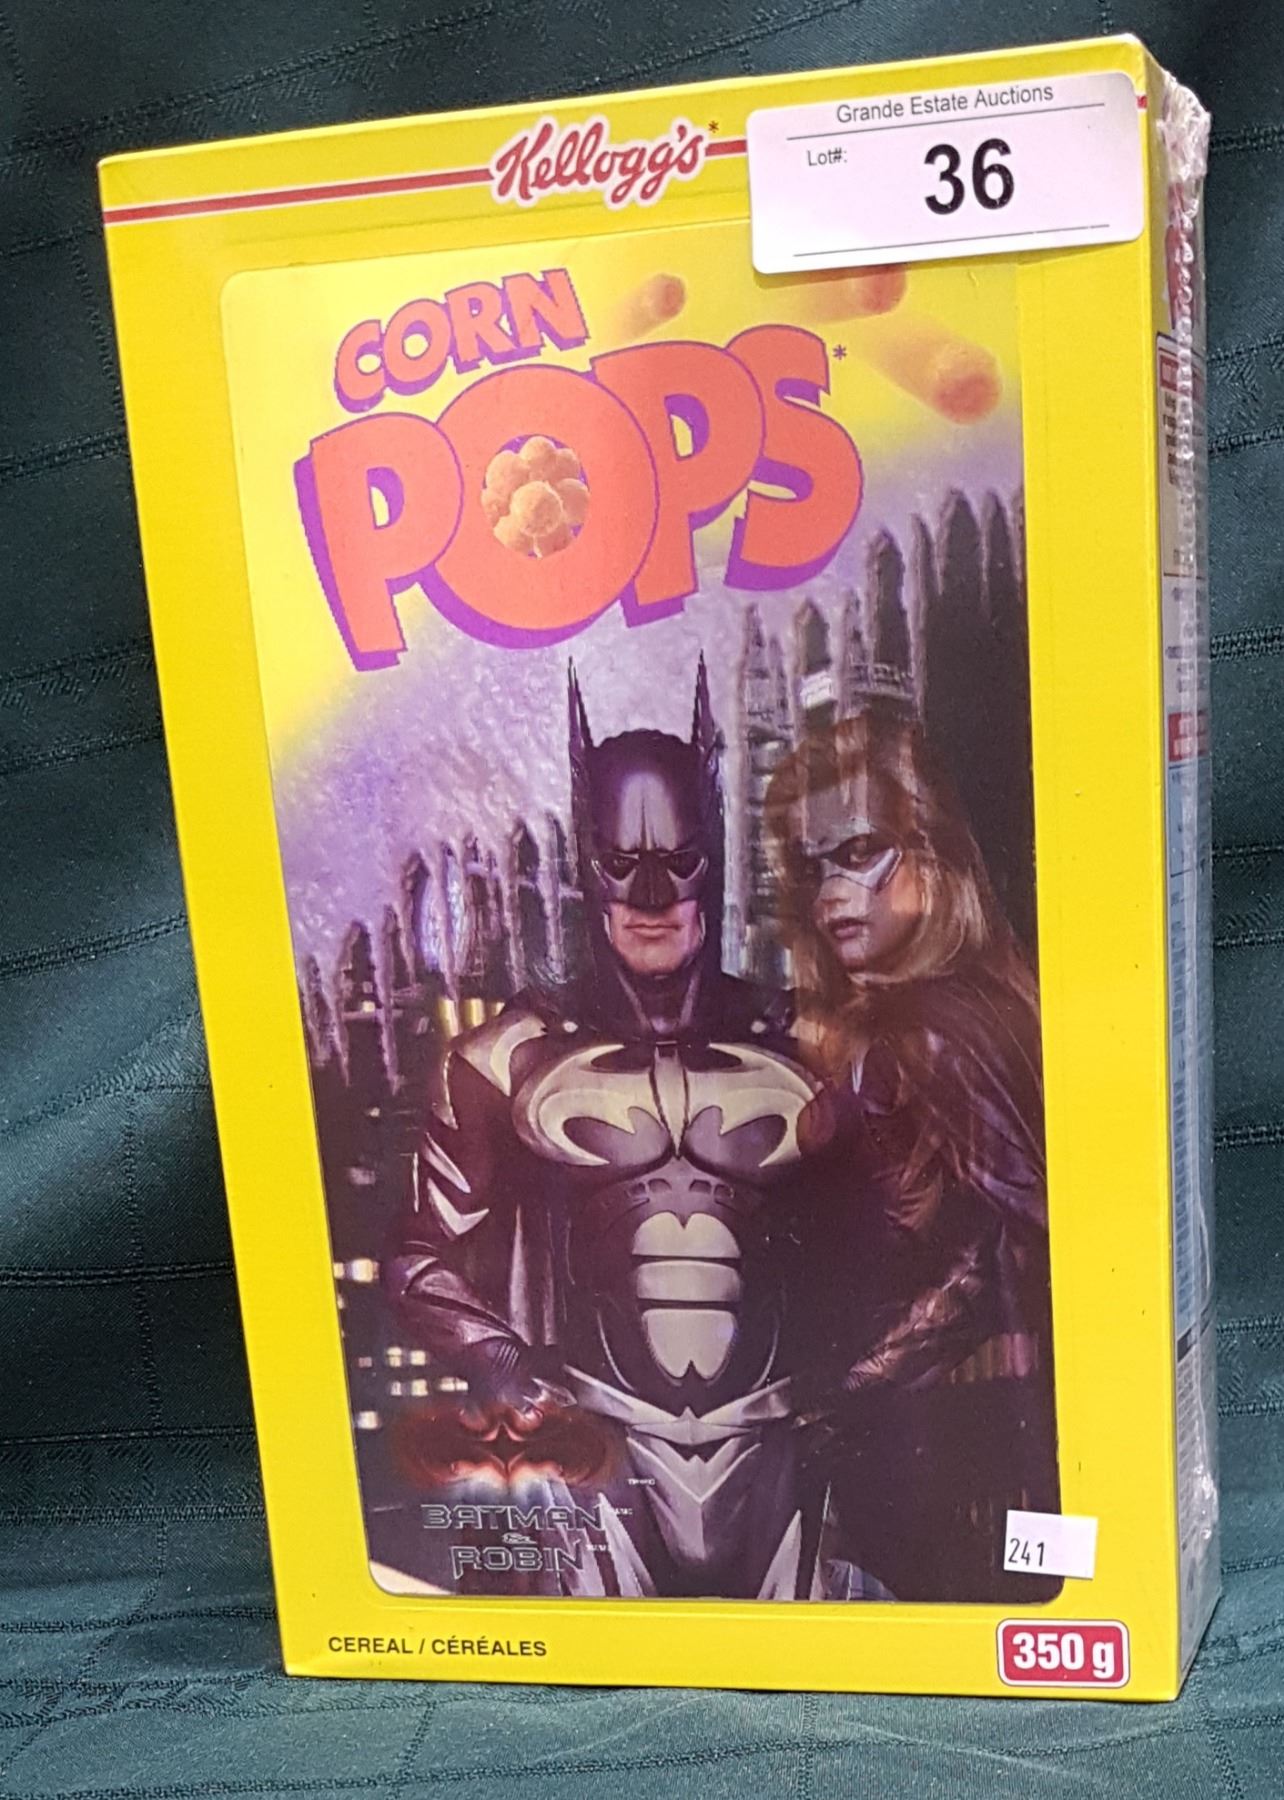 Kellogg's*
Grande Estate Auctions
Lot#:
36
CORN
POPS*
BATMAN
&
ROBIN
241
CEREAL / CÉRÉALES
350 g